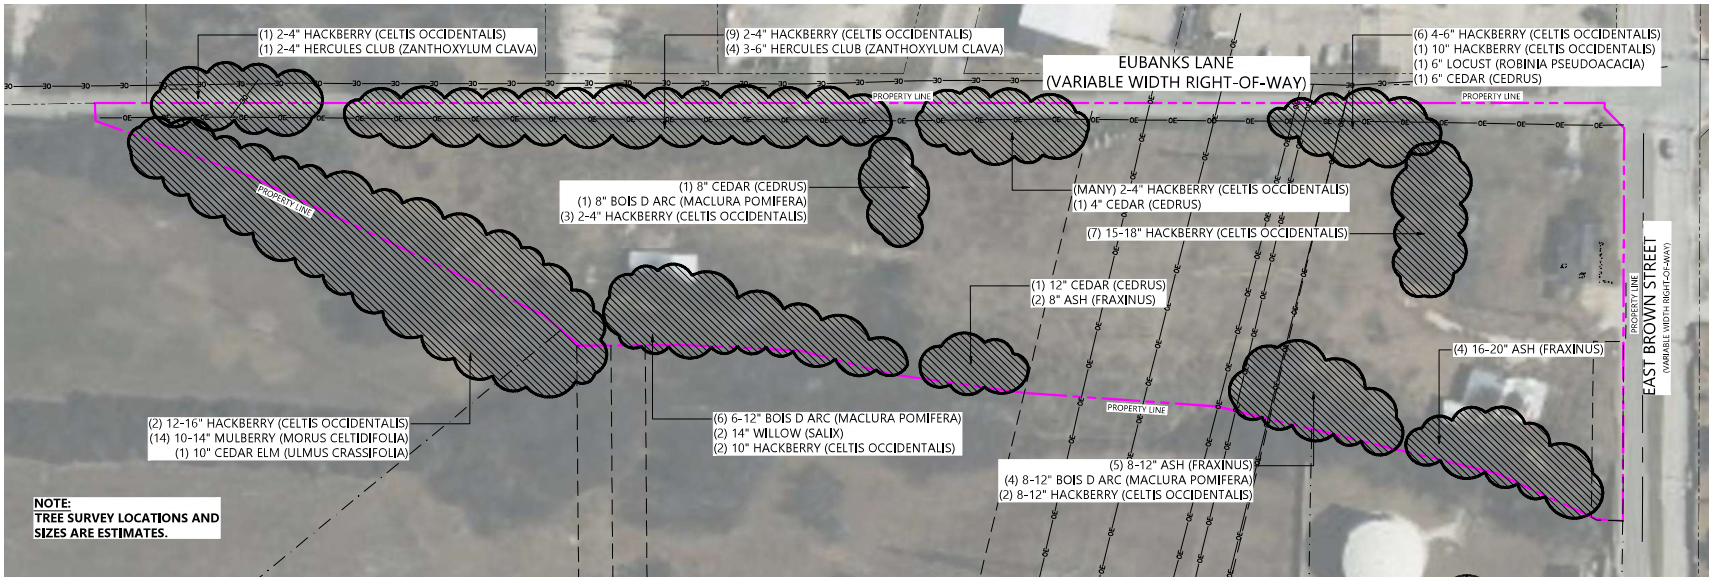 (1) 2-4" HACKBERRY (CELTIS OCCIDENTALIS)
(1) 2-4" HERCULES CLUB (ZANTHOXYLUM CLAVA)
(9) 2-4" HACKBERRY (CELTIS OCCIDENTALIS)
(4) 3-6" HERCULES CLUB (ZANTHOXYLUM CLAVA)
EUBANKS LANE
(VARIABLE WIDTH RIGHT-OF-WAY)
(6) 4-6" HACKBERRY (CELTIS OCCIDENTALIS)
(1) 10" HACKBERRY (CELTIS OCCIDENTALIS)
(1) 6" LOCUST (ROBINIA PSEUDOACACIA)
(1) 6" CEDAR (CEDRUS)
PROPERTY LINE
PROPERTY LINE
PROPERTY LINE
(1) 8" CEDAR (CEDRUS)
(1) 8" BOIS D ARC (MACLURA POMIFERA)
(3) 2-4" HACKBERRY (CELTIS OCCIDENTALIS)
(MANY) 2-4" HACKBERRY (CELTIS OCCIDENTALIS)
(1) 4" CEDAR (CEDRUS)
(7) 15-18" HACKBERRY (CELTIS OCCIDENTALIS)
(1) 12" CEDAR (CEDRUS)
(2) 8" ASH (FRAXINUS)
PROPERTY LINE
EAST BROWN STREET
(VARIABLE WIDTH RIGHT-OF-WAY)
(4) 16-20" ASH (FRAXINUS)
PROPERTY LINE
(2) 12-16" HACKBERRY (CELTIS OCCIDENTALIS)
(14) 10-14" MULBERRY (MORUS CELTIDIFOLIA)
(1) 10" CEDAR ELM (ULMUS CRASSIFOLIA)
(6) 6-12" BOIS D ARC (MACLURA POMIFERA)
(2) 14" WILLOW (SALIX)
(2) 10" HACKBERRY (CELTIS OCCIDENTALIS)
(5) 8-12" ASH (FRAXINUS)
(4) 8-12" BOIS D ARC (MACLURA POMIFERA)
(2) 8-12" HACKBERRY (CELTIS OCCIDENTALIS)
NOTE:
TREE SURVEY LOCATIONS AND
SIZES ARE ESTIMATES.